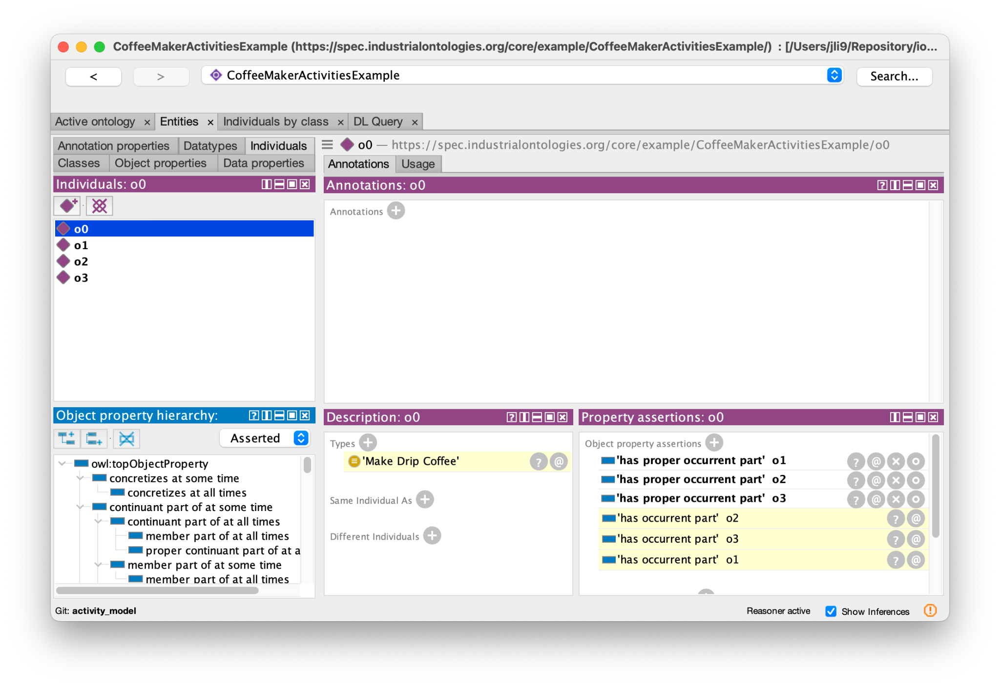 CoffeeMakerActivitiesExample (https://spec.industrialontologies.org/core/example/CoffeeMakerActivitiesExample/) : [/Users/jli9/Repository/io...
< > CoffeeMakerActivitiesExample Search...
Active ontology × Entities × Individuals by class × DL Query ×
Annotation properties Datatypes Individuals
Classes Object properties Data properties
Individuals: o0
o0
o1
o2
o3
Object property hierarchy:
Asserted
owl:topObjectProperty
concretizes at some time
concretizes at all times
continuant part of at some time
continuant part of at all times
member part of at all times
proper continuant part of at a
member part of at some time
member part of at all times
o0 — https://spec.industrialontologies.org/core/example/CoffeeMakerActivitiesExample/o0
Annotations Usage
Annotations: o0
Annotations
Description: o0
Types
'Make Drip Coffee'
Same Individual As
Different Individuals
Property assertions: o0
Object property assertions
'has proper occurrent part' o1
'has proper occurrent part' o2
'has proper occurrent part' o3
'has occurrent part' o2
'has occurrent part' o3
'has occurrent part' o1
Git: activity_model
Reasoner active Show Inferences